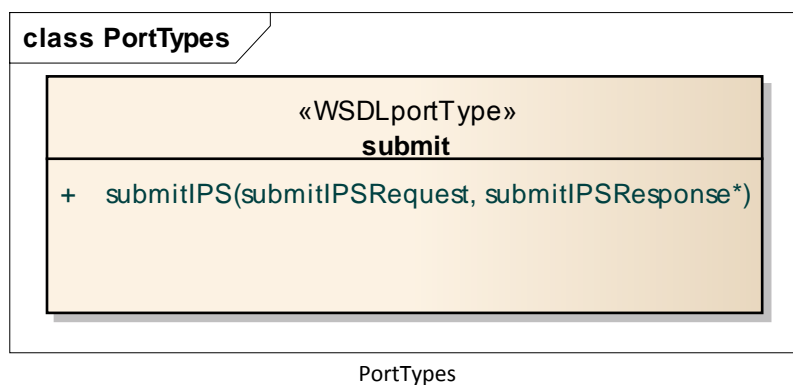 class PortTypes
«WSDLportType»
submit
+ submitIPS(submitIPSRequest, submitIPSResponse*)
PortTypes